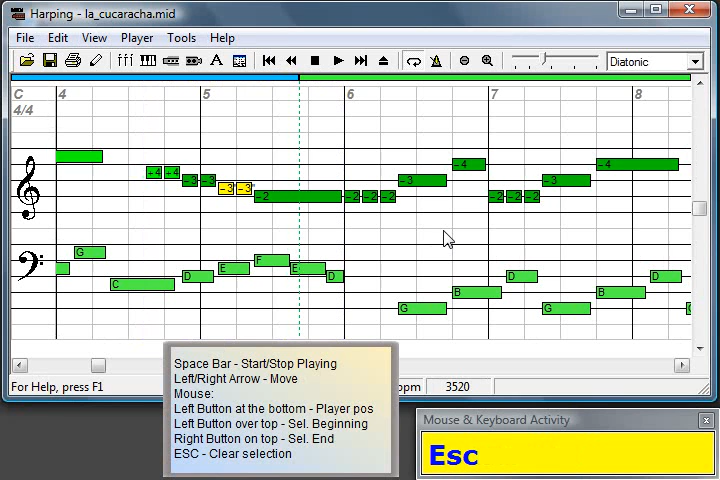 Harping - la_cucaracha.mid
File Edit View Player Tools Help
Diatonic
C 4 5 6 7 8
4/4
-4 -4
+4 +4 -3 -3 -3 -3
-3 -3 -2 -2 -2 -2 -2 -2 -2
G F D D D
C E E D B B
G G G
For Help, press F1
bpm 3520
Space Bar - Start/Stop Playing
Left/Right Arrow - Move
Mouse:
Left Button at the bottom - Player pos
Left Button over top - Sel. Beginning
Right Button on top - Sel. End
ESC - Clear selection
Mouse & Keyboard Activity
Esc